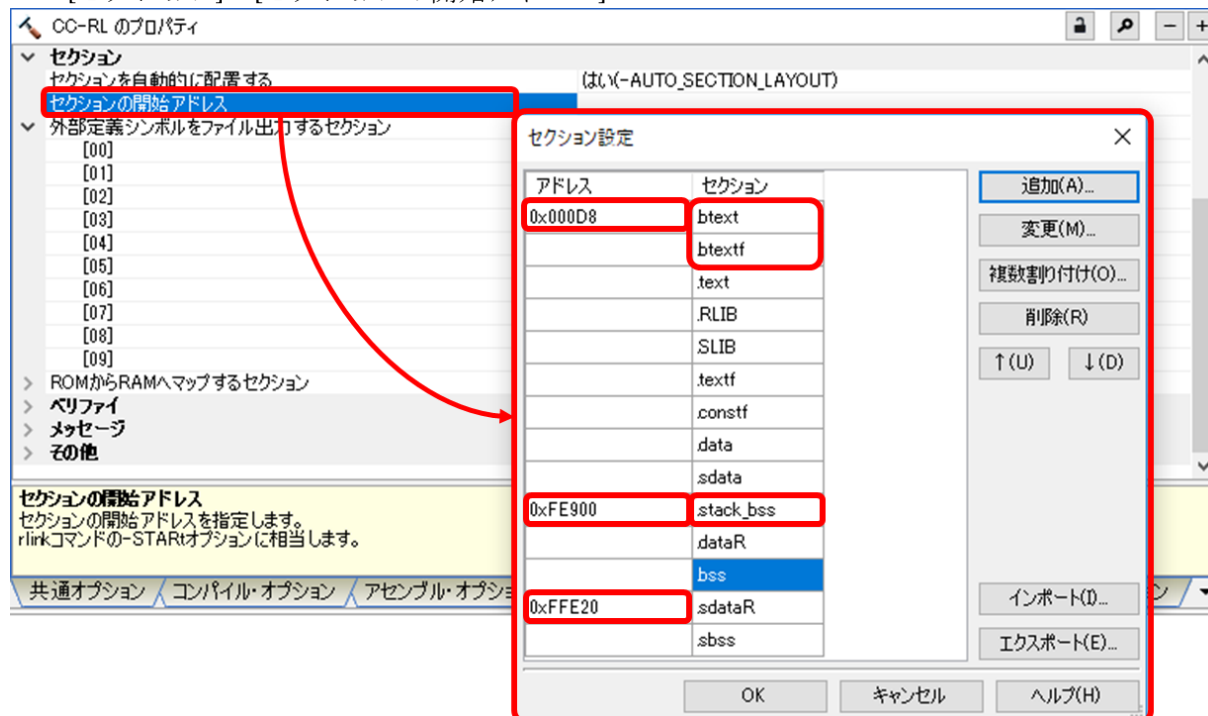 CC-RL のプロパティ
セクション
セクションを自動的に配置する
はい(-AUTO_SECTION_LAYOUT)
セクションの開始アドレス
外部定義シンボルをファイル出力するセクション
[00]
[01]
[02]
[03]
[04]
[05]
[06]
[07]
[08]
[09]
ROMからRAMへマップするセクション
ベリファイ
メッセージ
その他
セクションの開始アドレス
セクションの開始アドレスを指定します。
rlinkコマンドの-STARtオプションに相当します。
共通オプション
コンパイル・オプション
アセンブル・オプショ
セクション設定
アドレス セクション
0x000D8 .btext
.btextf
.text
.RLIB
.SLIB
.textf
.constf
.data
.sdata
0xFE900 .stack_bss
.dataR
.bss
0xFFE20 .sdataR
.sbss
追加(A)...
変更(M)...
複数割り付け(O)...
削除(R)
↑(U) ↓(D)
インポート(I)...
エクスポート(E)...
OK キャンセル ヘルプ(H)